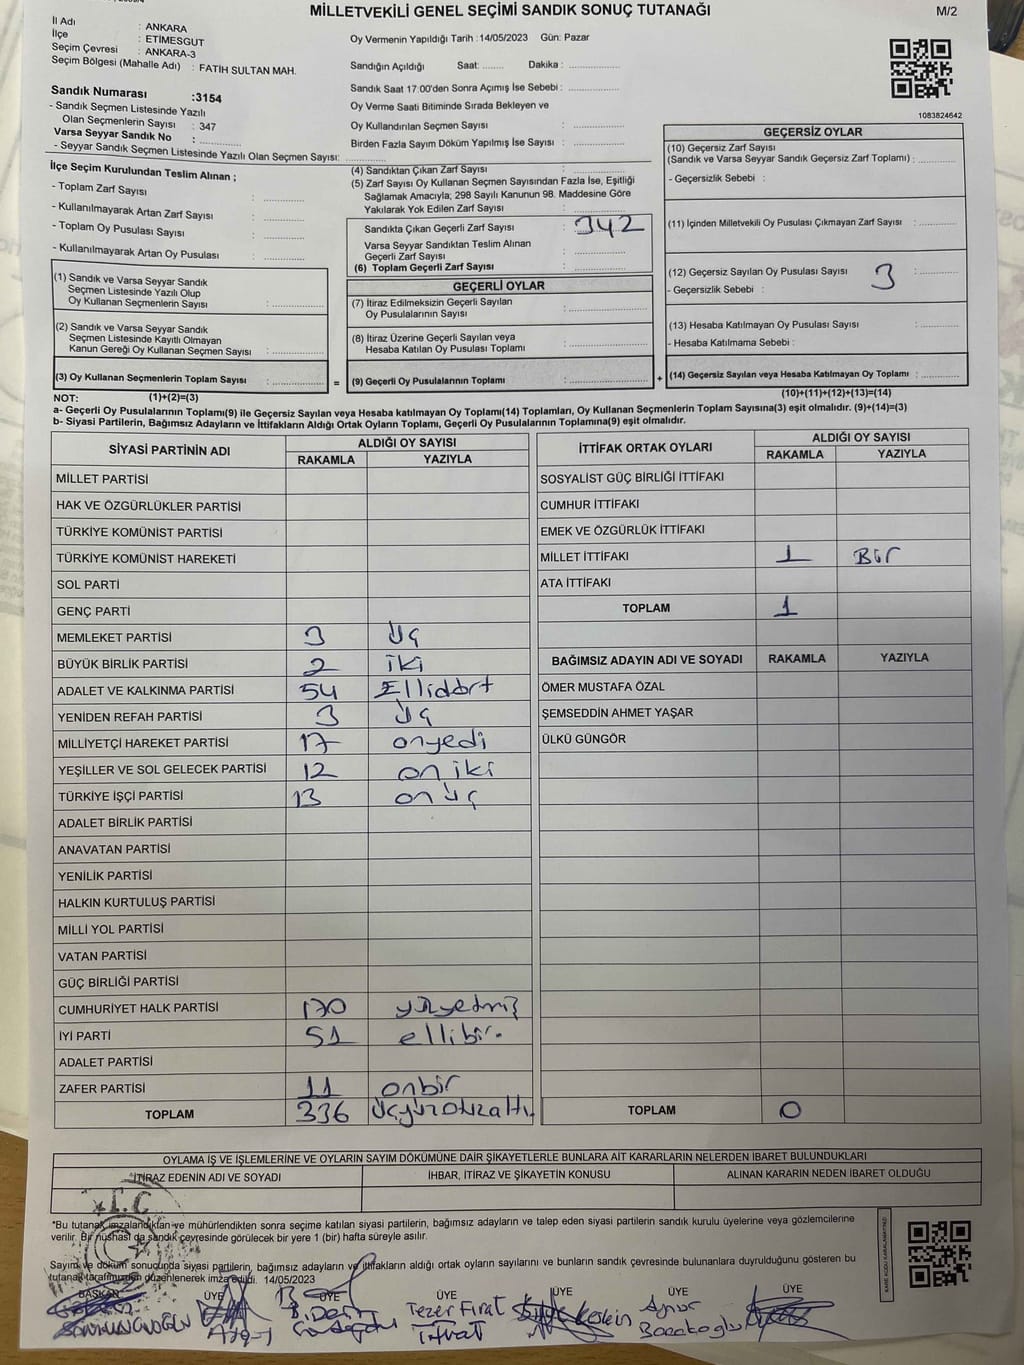 MİLLETVEKİLİ GENEL SEÇİMİ SANDIK SONUÇ TUTANAĞI
M/2
İl Adı : ANKARA
İlçe : ETİMESGUT
Seçim Çevresi : ANKARA-3
Seçim Bölgesi (Mahalle Adı) : FATİH SULTAN MAH.
Sandık Numarası :3154
- Sandık Seçmen Listesinde Yazılı
Olan Seçmenlerin Sayısı : 347
Varsa Seyyar Sandık No :
- Seyyar Sandık Seçmen Listesinde Yazılı Olan Seçmen Sayısı:
Oy Vermenin Yapıldığı Tarih :14/05/2023 Gün: Pazar
Sandığın Açıldığı Saat: Dakika :
Sandık Saat 17:00'den Sonra Açımış İse Sebebi :
Oy Verme Saati Bitiminde Sırada Bekleyen ve
Oy Kullandırılan Seçmen Sayısı :
Birden Fazla Sayım Döküm Yapılmış İse Sayısı :
1083824642
İlçe Seçim Kurulundan Teslim Alınan ;
- Toplam Zarf Sayısı :
- Kullanılmayarak Artan Zarf Sayısı :
- Toplam Oy Pusulası Sayısı :
- Kullanılmayarak Artan Oy Pusulası :
(4) Sandıktan Çıkan Zarf Sayısı :
(5) Zarf Sayısı Oy Kullanan Seçmen Sayısından Fazla İse, Eşitliği
Sağlamak Amacıyla; 298 Sayılı Kanunun 98. Maddesine Göre
Yakılarak Yok Edilen Zarf Sayısı :
Sandıkta Çıkan Geçerli Zarf Sayısı : 342
Varsa Seyyar Sandıktan Teslim Alınan
Geçerli Zarf Sayısı :
(6) Toplam Geçerli Zarf Sayısı :
GEÇERSİZ OYLAR
(10) Geçersiz Zarf Sayısı
(Sandık ve Varsa Seyyar Sandık Geçersiz Zarf Toplamı) :
- Geçersizlik Sebebi :
(11) İçinden Milletvekili Oy Pusulası Çıkmayan Zarf Sayısı :
(12) Geçersiz Sayılan Oy Pusulası Sayısı 3 :
- Geçersizlik Sebebi :
(13) Hesaba Katılmayan Oy Pusulası Sayısı :
- Hesaba Katılmama Sebebi :
(14) Geçersiz Sayılan veya Hesaba Katılmayan Oy Toplamı :
(10)+(11)+(12)+(13)=(14)
(1) Sandık ve Varsa Seyyar Sandık
Seçmen Listesinde Yazılı Olup
Oy Kullanan Seçmenlerin Sayısı :
(2) Sandık ve Varsa Seyyar Sandık
Seçmen Listesinde Kayıtlı Olmayan
Kanun Gereği Oy Kullanan Seçmen Sayısı :
(3) Oy Kullanan Seçmenlerin Toplam Sayısı : =
GEÇERLİ OYLAR
(7) İtiraz Edilmeksizin Geçerli Sayılan
Oy Pusulalarının Sayısı :
(8) İtiraz Üzerine Geçerli Sayılan veya
Hesaba Katılan Oy Pusulası Toplamı :
(9) Geçerli Oy Pusulalarının Toplamı : +
NOT: (1)+(2)=(3)
a- Geçerli Oy Pusulalarının Toplamı(9) ile Geçersiz Sayılan veya Hesaba katılmayan Oy Toplamı(14) Toplamları, Oy Kullanan Seçmenlerin Toplam Sayısına(3) eşit olmalıdır. (9)+(14)=(3)
b- Siyasi Partilerin, Bağımsız Adayların ve İttifakların Aldığı Ortak Oyların Toplamı, Geçerli Oy Pusulalarının Toplamına(9) eşit olmalıdır.
SİYASİ PARTİNİN ADI ALDIĞI OY SAYISI
RAKAMLA YAZIYLA
MİLLET PARTİSİ
HAK VE ÖZGÜRLÜKLER PARTİSİ
TÜRKİYE KOMÜNİST PARTİSİ
TÜRKİYE KOMÜNİST HAREKETİ
SOL PARTİ
GENÇ PARTİ
MEMLEKET PARTİSİ 3 Üç
BÜYÜK BİRLİK PARTİSİ 2 iki
ADALET VE KALKINMA PARTİSİ 54 Ellidört
YENİDEN REFAH PARTİSİ 3 Üç
MİLLİYETÇİ HAREKET PARTİSİ 17 onyedi
YEŞİLLER VE SOL GELECEK PARTİSİ 12 on iki
TÜRKİYE İŞÇİ PARTİSİ 13 on üç
ADALET BİRLİK PARTİSİ
ANAVATAN PARTİSİ
YENİLİK PARTİSİ
HALKIN KURTULUŞ PARTİSİ
MİLLİ YOL PARTİSİ
VATAN PARTİSİ
GÜÇ BİRLİĞİ PARTİSİ
CUMHURİYET HALK PARTİSİ 170 yüzyetmiş
İYİ PARTİ 51 ellibir.
ADALET PARTİSİ
ZAFER PARTİSİ 11 onbir
TOPLAM 336 üçyüzotuzaltı
İTTİFAK ORTAK OYLARI ALDIĞI OY SAYISI
RAKAMLA YAZIYLA
SOSYALİST GÜÇ BİRLİĞİ İTTİFAKI
CUMHUR İTTİFAKI
EMEK VE ÖZGÜRLÜK İTTİFAKI
MİLLET İTTİFAKI 1 Bir
ATA İTTİFAKI
TOPLAM 1
BAĞIMSIZ ADAYIN ADI VE SOYADI RAKAMLA YAZIYLA
ÖMER MUSTAFA ÖZAL
ŞEMSEDDİN AHMET YAŞAR
ÜLKÜ GÜNGÖR
TOPLAM 0
OYLAMA İŞ VE İŞLEMLERİNE VE OYLARIN SAYIM DÖKÜMÜNE DAİR ŞİKAYETLERLE BUNLARA AİT KARARLARIN NELERDEN İBARET BULUNDUKLARI
İTİRAZ EDENİN ADI VE SOYADI İHBAR, İTİRAZ VE ŞİKAYETİN KONUSU ALINAN KARARIN NEDEN İBARET OLDUĞU
T.C
*Bu tutanak imzalandıktan ve mühürlendikten sonra seçime katılan siyasi partilerin, bağımsız adayların ve talep eden siyasi partilerin sandık kurulu üyelerine veya gözlemcilerine
verilir. Bir nüshası da sandık çevresinde görülecek bir yere 1 (bir) hafta süreyle asılır.
Sayım ve döküm sonucunda siyasi partilerin, bağımsız adayların ve ittifakların aldığı ortak oyların sayısını ve bunların sandık çevresinde bulunanlara duyrulduğunu gösteren bu
tutanak tarafımızdan düzenlenerek imza edildi. 14/05/2023
BAŞKAN ÜYE ÜYE ÜYE ÜYE ÜYE ÜYE
Tezer Fırat
Keskin
Aynur